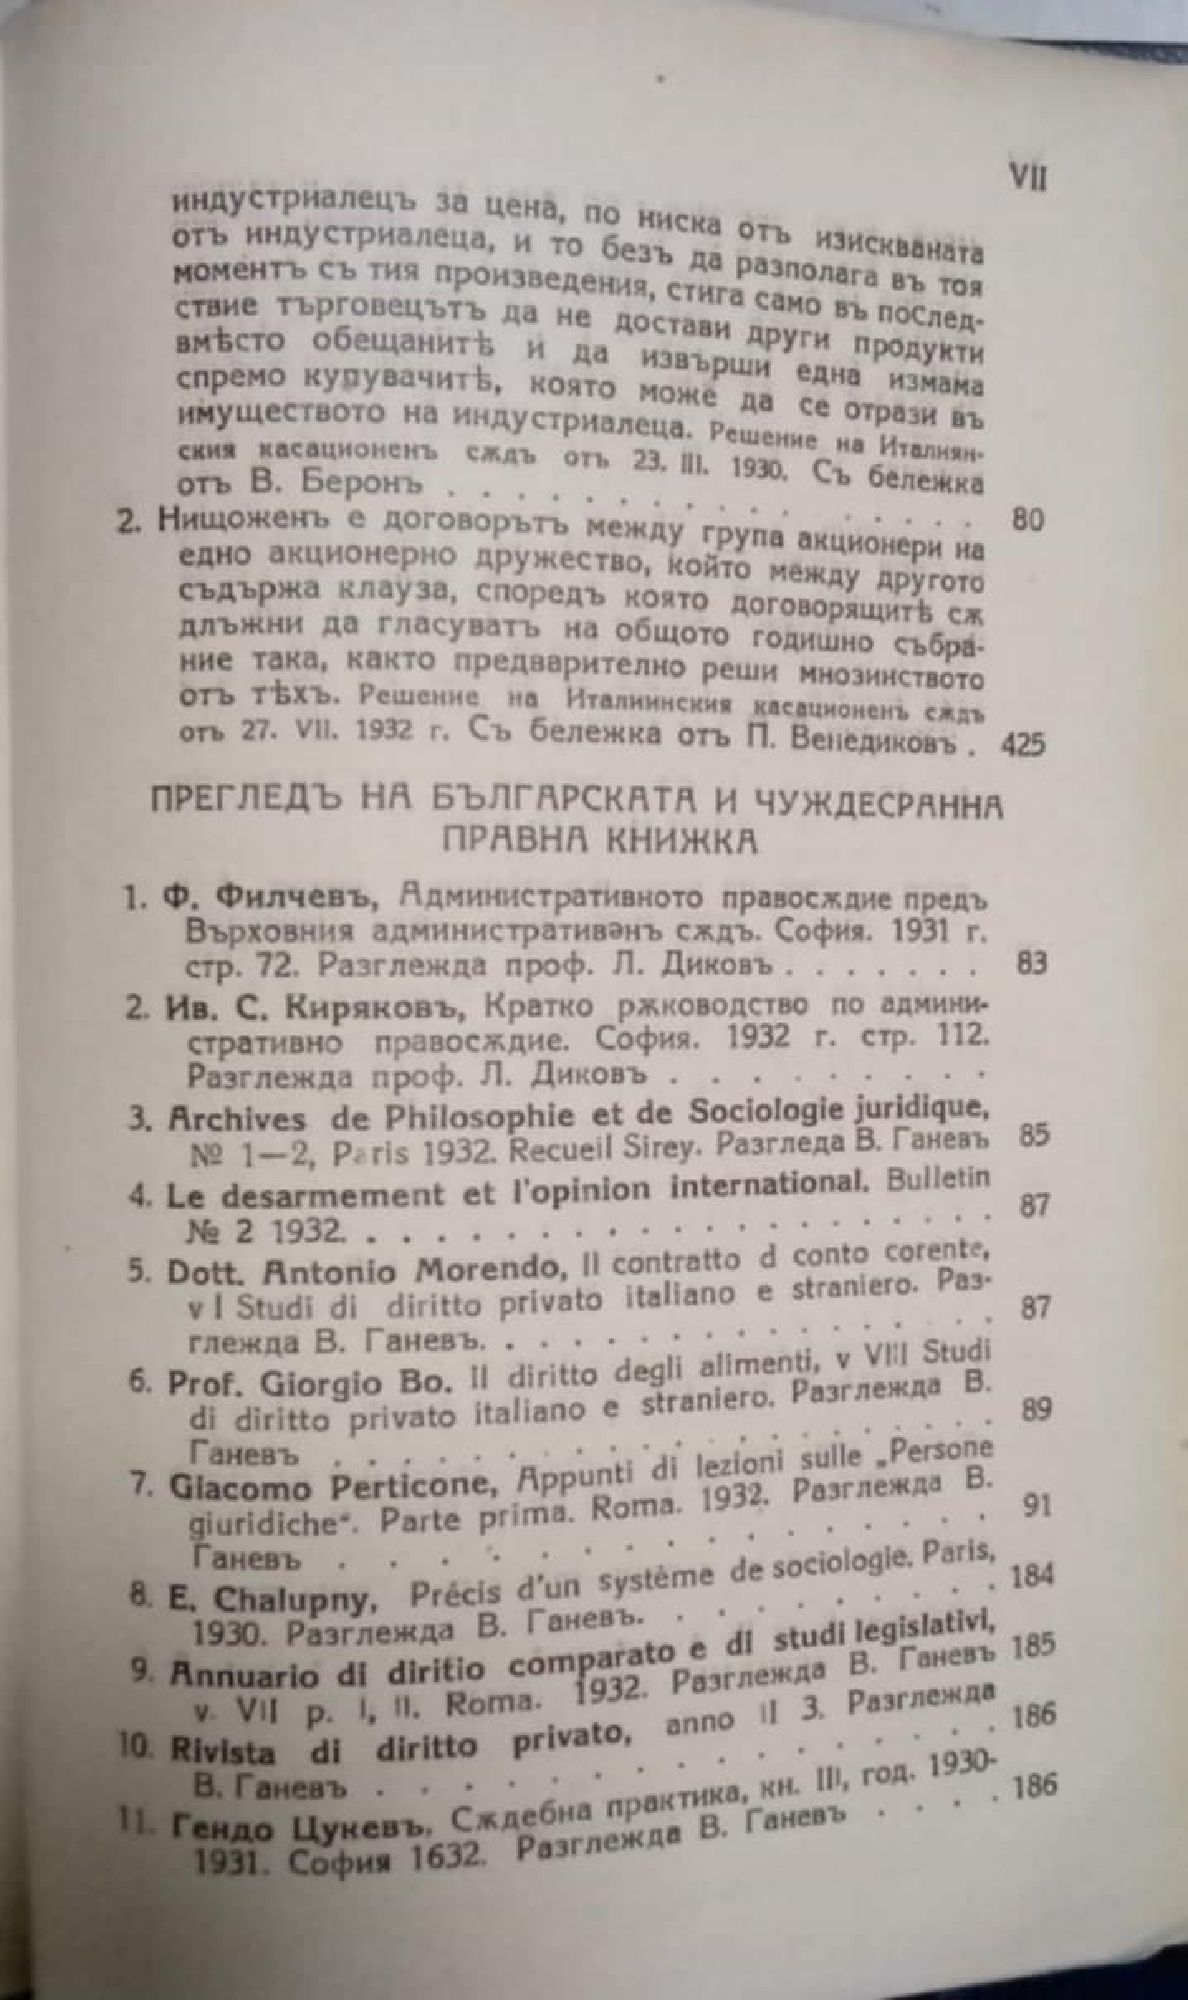 VII
индустриалецъ за цена, по ниска отъ изискваната
отъ индустриалеца, и то безъ да разполага въ тоя
моментъ съ тия произведения, стига само въ послед-
ствие търговецътъ да не достави други продукти
вмѣсто обещанитѣ и да извърши една измама
спремо купувачитѣ, която може да се отрази въ
имуществото на индустриалеца. Решение на Италиян-
ския касационенъ сѫдъ отъ 23. III. 1930. Съ бележка
отъ В. Беронъ . . . . . . . . . . . . . 80
2. Нищоженъ е договорътъ между група акционери на
едно акционерно дружество, който между другото
съдържа клауза, споредъ която договорящитѣ сѫ
длъжни да гласуватъ на общото годишно събра-
ние така, както предварително реши мнозинството
отъ тѣхъ. Решение на Италиинския касационенъ сѫдъ
отъ 27. VII. 1932 г. Съ бележка отъ П. Венедиковъ . 425
ПРЕГЛЕДЪ НА БЪЛГАРСКАТА И ЧУЖДЕСРАННА
ПРАВНА КНИЖКА
1. Ф. Филчевъ, Административното правосѫдие предъ
Върховния административэнъ сѫдъ. София. 1931 г.
стр. 72. Разглежда проф. Л. Диковъ . . . . . . . 83
2. Ив. С. Киряковъ, Кратко рѫководство по админи-
стративно правосѫдие. София. 1932 г. стр. 112.
Разглежда проф. Л. Диковъ . . . . . . . . .
3. Archives de Philosophie et de Sociologie juridique,
№ 1—2, Paris 1932. Recueil Sirey. Разгледа В. Ганевъ 85
4. Le desarmement et l'opinion international. Bulletin
№ 2 1932. . . . . . . . . . . . . . . . . 87
5. Dott. Antonio Morendo, Il contratto d conto corente,
v I Studi di diritto privato italiano e straniero. Раз-
глежда В. Ганевъ. . . . . . . . . . . . . . 87
6. Prof. Giorgio Bo. Il diritto degli alimenti, v VIII Studi
di diritto privato italiano e straniero. Разглежда В.
Ганевъ . . . . . . . . . . . . . . . . . 89
7. Giacomo Perticone, Appunti di lezioni sulle „Persone
giuridiche“. Parte prima. Roma. 1932. Разглежда В.
Ганевъ . . . . . . . . . . . . . . . . 91
8. E. Chalupny, Précis d'un système de sociologie. Paris,
1930. Разглежда В. Ганевъ. . . . . . . . . 184
9. Annuario di diritio comparato e di studi legislativi,
v. VII p. I, II. Roma. 1932. Разглежда В. Ганевъ 185
10. Rivista di diritto privato, anno II 3. Разглежда
В. Ганевъ . . . . . . . . . . . . . . . 186
11. Гендо Цукевъ, Сѫдебна практика, кн. III, год. 1930-
1931. София 1632. Разглежда В. Ганевъ . . . . 186